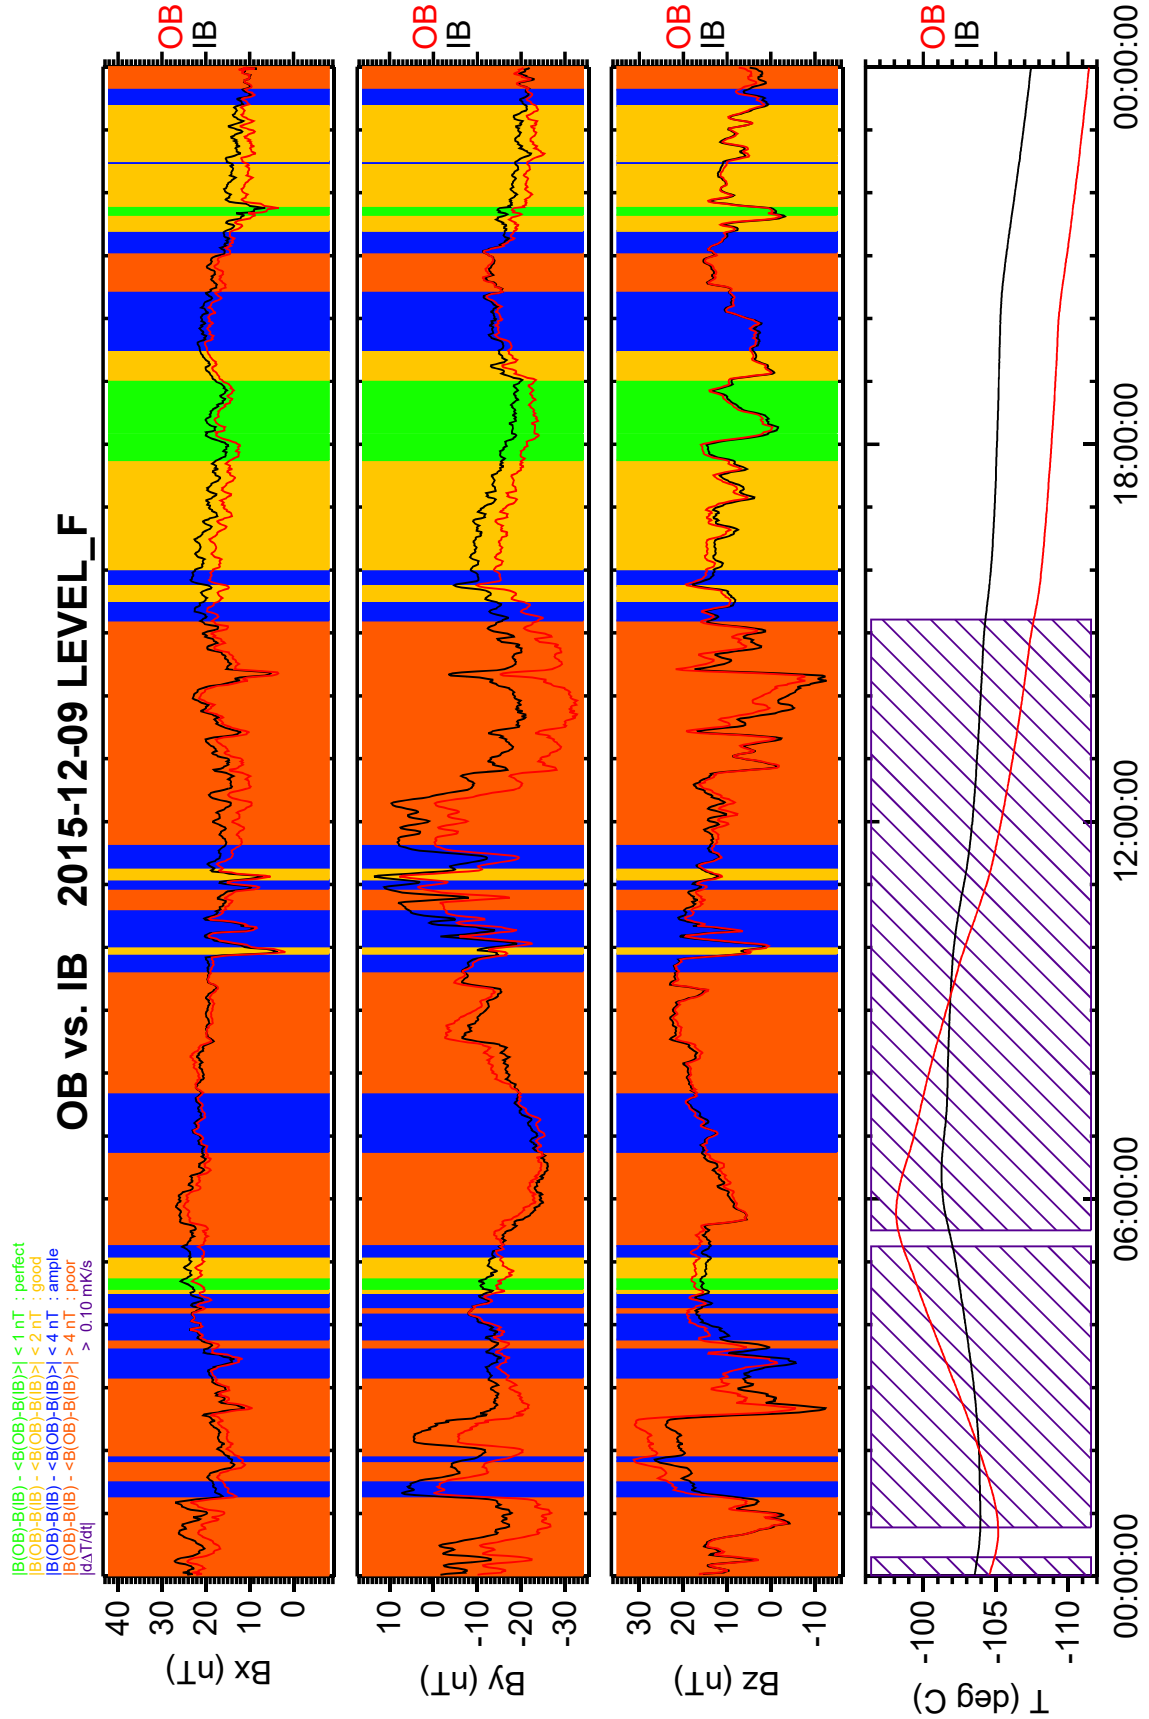 OB vs. IB 2015-12-09 LEVEL_F
|B(OB)-B(IB) - <B(OB)-B(IB)>| < 1 nT : perfect
|B(OB)-B(IB) - <B(OB)-B(IB)>| < 2 nT : good
|B(OB)-B(IB) - <B(OB)-B(IB)>| < 4 nT : ample
|B(OB)-B(IB) - <B(OB)-B(IB)>| > 4 nT : poor
|dΔT/dt| > 0.10 mK/s
Bx (nT)
40
30
20
10
0
OB
IB
By (nT)
10
0
-10
-20
-30
OB
IB
Bz (nT)
30
20
10
0
-10
OB
IB
T (deg C)
-100
-105
-110
OB
IB
00:00:00
06:00:00
12:00:00
18:00:00
00:00:00